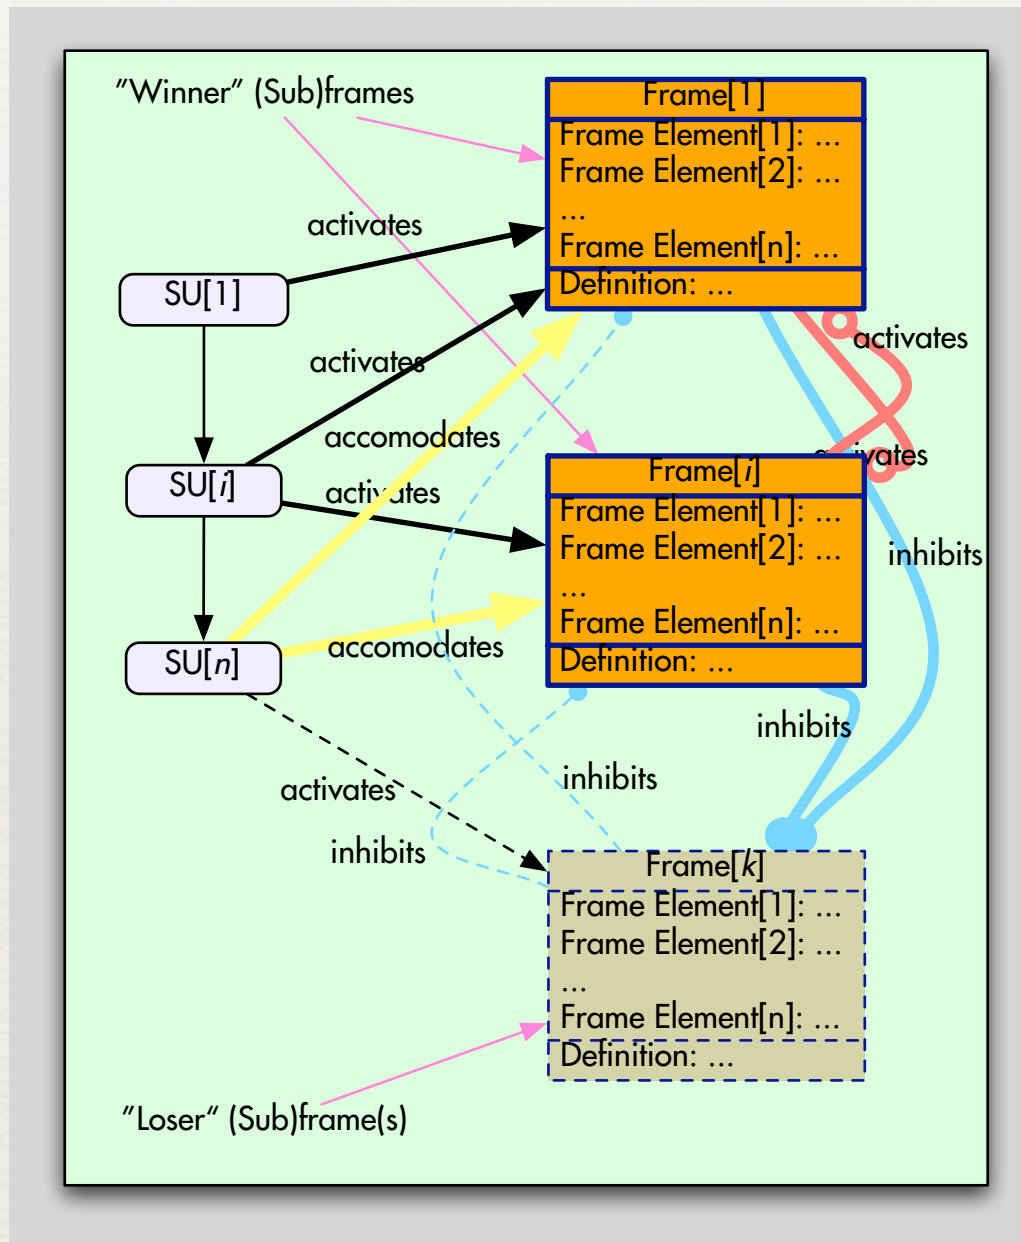 "Winner" (Sub)frames
Frame[1]
Frame Element[1]: ...
Frame Element[2]: ...
...
Frame Element[n]: ...
Definition: ...
activates
SU[1]
activates
activates
accomodates
SU[i]
activates
activates
Frame[i]
Frame Element[1]: ...
Frame Element[2]: ...
...
Frame Element[n]: ...
Definition: ...
inhibits
SU[n]
accomodates
inhibits
activates
inhibits
inhibits
Frame[k]
Frame Element[1]: ...
Frame Element[2]: ...
...
Frame Element[n]: ...
Definition: ...
"Loser" (Sub)frame(s)